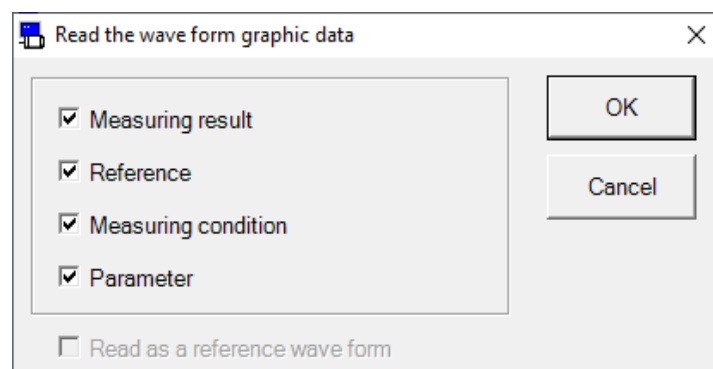 Read the wave form graphic data
Measuring result
Reference
Measuring condition
Parameter
Read as a reference wave form
OK
Cancel